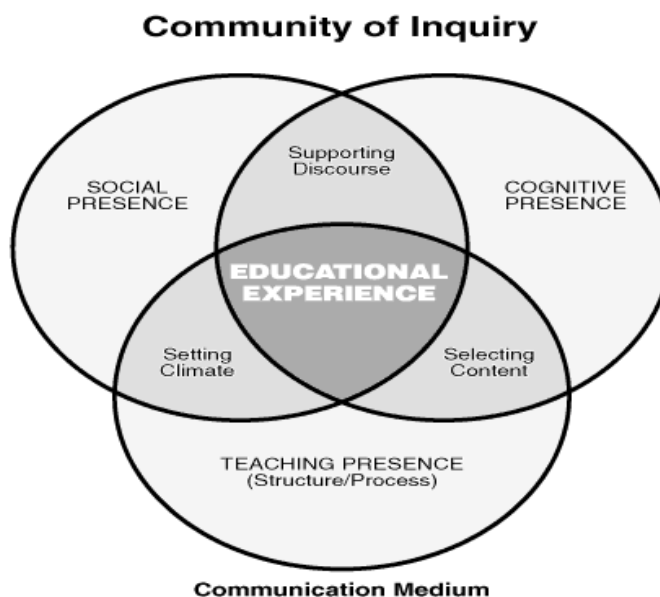 Community of Inquiry
Supporting
Discourse
SOCIAL
PRESENCE
COGNITIVE
PRESENCE
EDUCATIONAL
EXPERIENCE
Setting
Climate
Selecting
Content
TEACHING PRESENCE
(Structure/Process)
Communication Medium